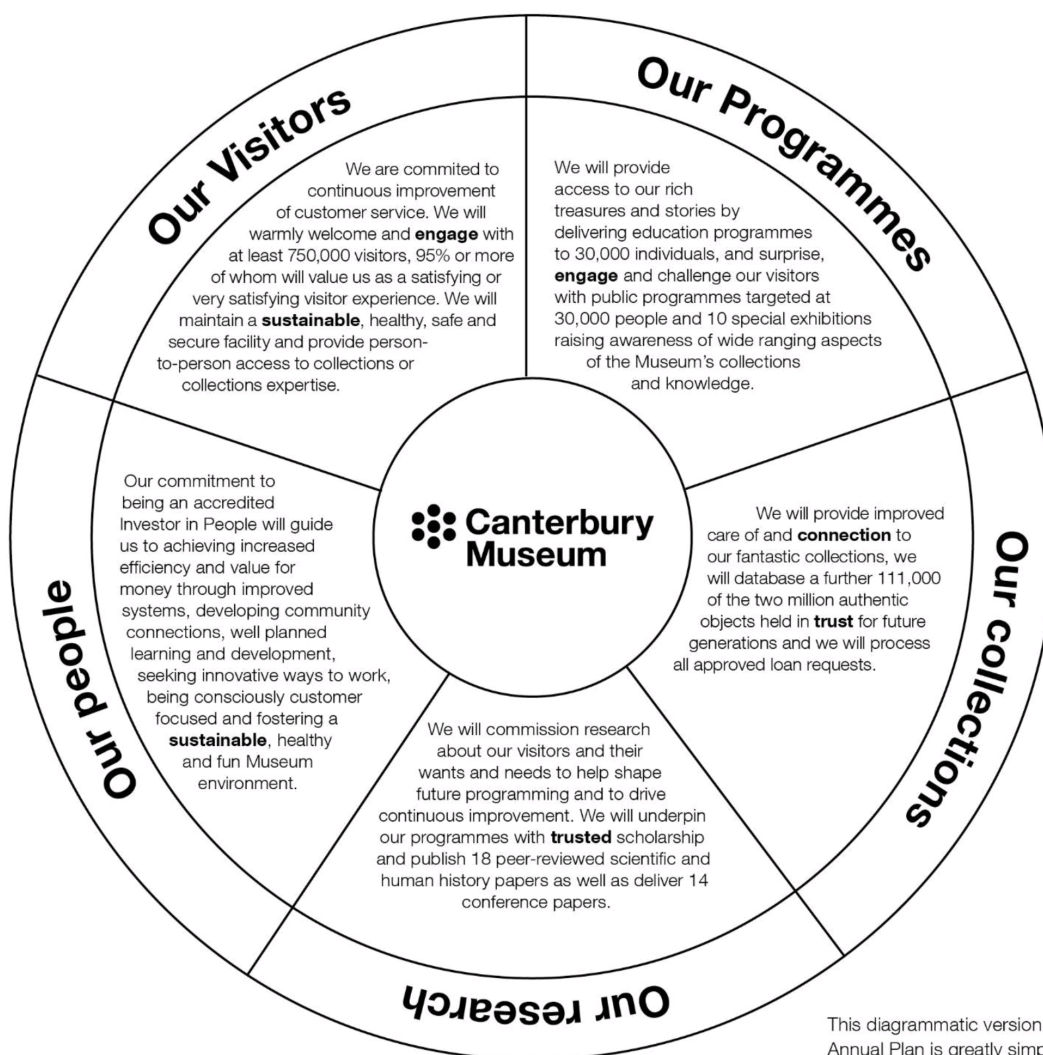 Our Visitors
We are commited to
continuous improvement
of customer service. We will
warmly welcome and engage with
at least 750,000 visitors, 95% or more
of whom will value us as a satisfying or
very satisfying visitor experience. We will
maintain a sustainable, healthy, safe and
secure facility and provide person-
to-person access to collections or
collections expertise.
Our Programmes
We will provide
access to our rich
treasures and stories by
delivering education programmes
to 30,000 individuals, and surprise,
engage and challenge our visitors
with public programmes targeted at
30,000 people and 10 special exhibitions
raising awareness of wide ranging aspects
of the Museum's collections
and knowledge.
Our collections
We will provide improved
care of and connection to
our fantastic collections, we
will database a further 111,000
of the two million authentic
objects held in trust for future
generations and we will process
all approved loan requests.
Our research
We will commission research
about our visitors and their
wants and needs to help shape
future programming and to drive
continuous improvement. We will underpin
our programmes with trusted scholarship
and publish 18 peer-reviewed scientific and
human history papers as well as deliver 14
conference papers.
Our people
Our commitment to
being an accredited
Investor in People will guide
us to achieving increased
efficiency and value for
money through improved
systems, developing community
connections, well planned
learning and development,
seeking innovative ways to work,
being consciously customer
focused and fostering a
sustainable, healthy
and fun Museum
environment.
Canterbury
Museum
This diagrammatic version
Annual Plan is greatly simp